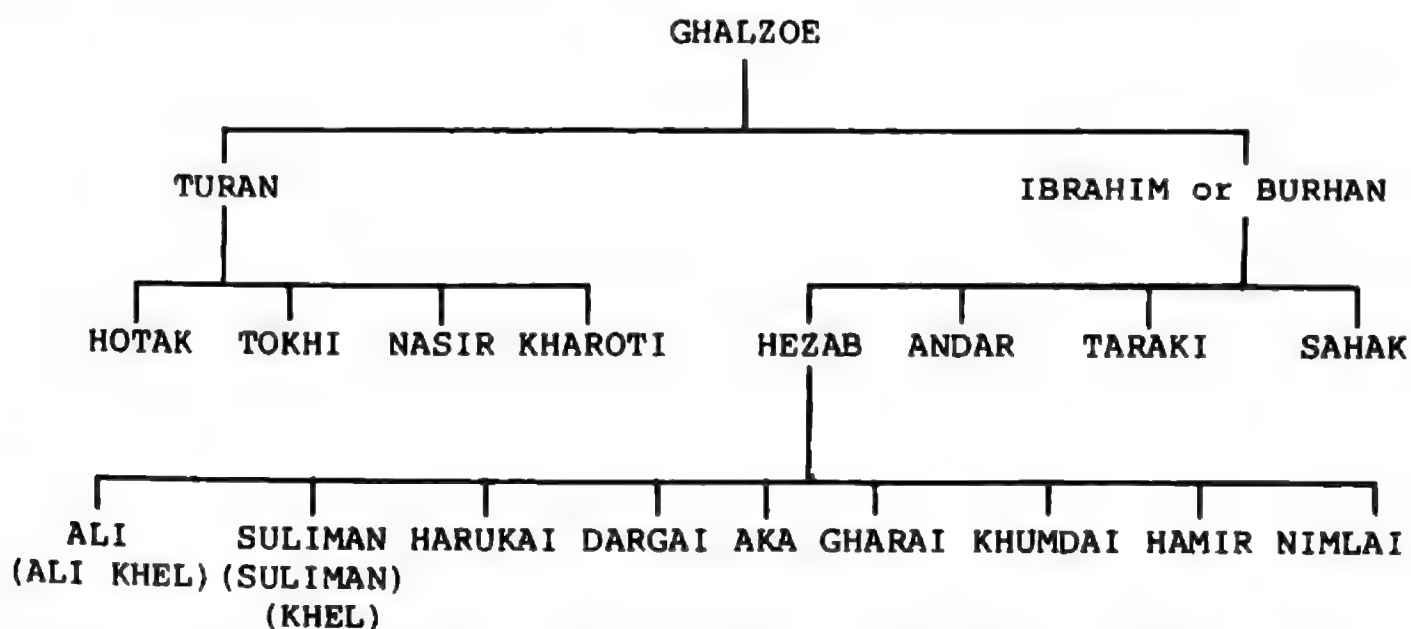 GHALZOE
TURAN IBRAHIM or BURHAN
HOTAK TOKHI NASIR KHAROTI HEZAB ANDAR TARAKI SAHAK
ALI SULIMAN HARUKAI DARGAI AKA GHARAI KHUMDAI HAMIR NIMLAI
(ALI KHEL) (SULIMAN)
(KHEL)